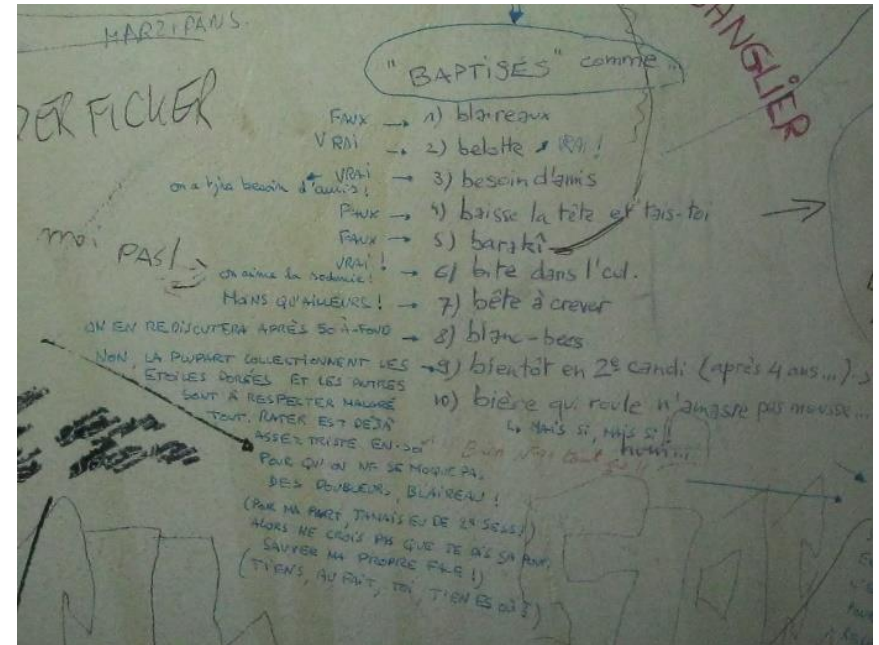 MARZIPANS.
DER FICKER
SANGLIER
"BAPTISÉS" comme...
FAUX → 1) blaireaux
VRAI → 2) belotte VRAI !
VRAI → 3) besoin d'amis
on a tjrs besoin d'amis !
FAUX → 4) baisse la tête et tais-toi →
FAUX → 5) barakî
moi PAS !
VRAI ! → 6) bite dans l'cul.
on aime la sodomie !
MOINS QU'AILLEURS ! → 7) bête à crever
ON EN REDISCUTERA APRÈS 50 À-FOND → 8) blanc-becs
NON, LA PLUPART COLLECTIONNENT LES → 9) bientôt en 2e candi (après 4 ans...)
ÉTOILES DORÉES ET LES AUTRES
SONT À RESPECTER MALGRÉ 10) bière qui roule n'amasse pas mousse...
TOUT. RATER EST DÉJÀ ↳ MAIS SI, MAIS SI !!
ASSEZ TRISTE EN-SOI
POUR QU'ON NE SE MOQUE PAS,
DES DOUBLEURS, BLAIREAU !
(POUR MA PART, JAMAIS EU DE 2e SESS !)
ALORS NE CROIS PAS QUE JE DIS ÇA POUR
SAUVER MA PROPRE FACE !)
(TIENS, AU FAIT, TOI, T'EN ES OÙ ?)